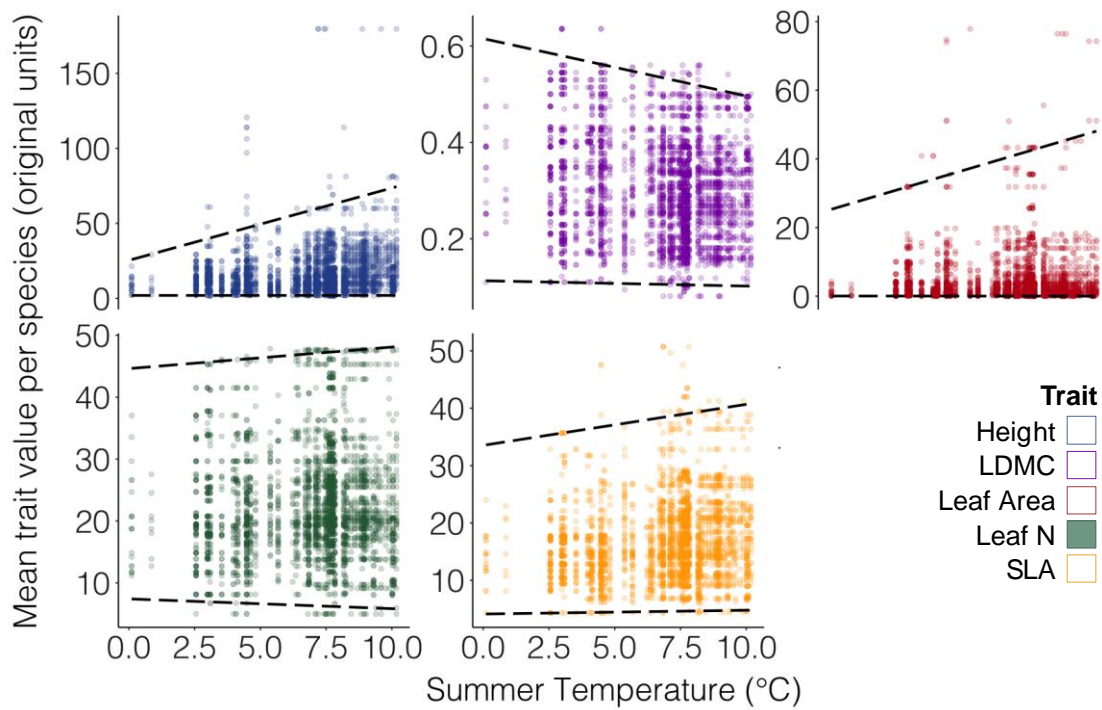 Mean trait value per species (original units)
150
100
50
0
0.6
0.4
0.2
80
60
40
20
0
50
40
30
20
10
0.0 2.5 5.0 7.5 10.0
50
40
30
20
10
0.0 2.5 5.0 7.5 10.0
Summer Temperature (°C)
Trait
Height
LDMC
Leaf Area
Leaf N
SLA